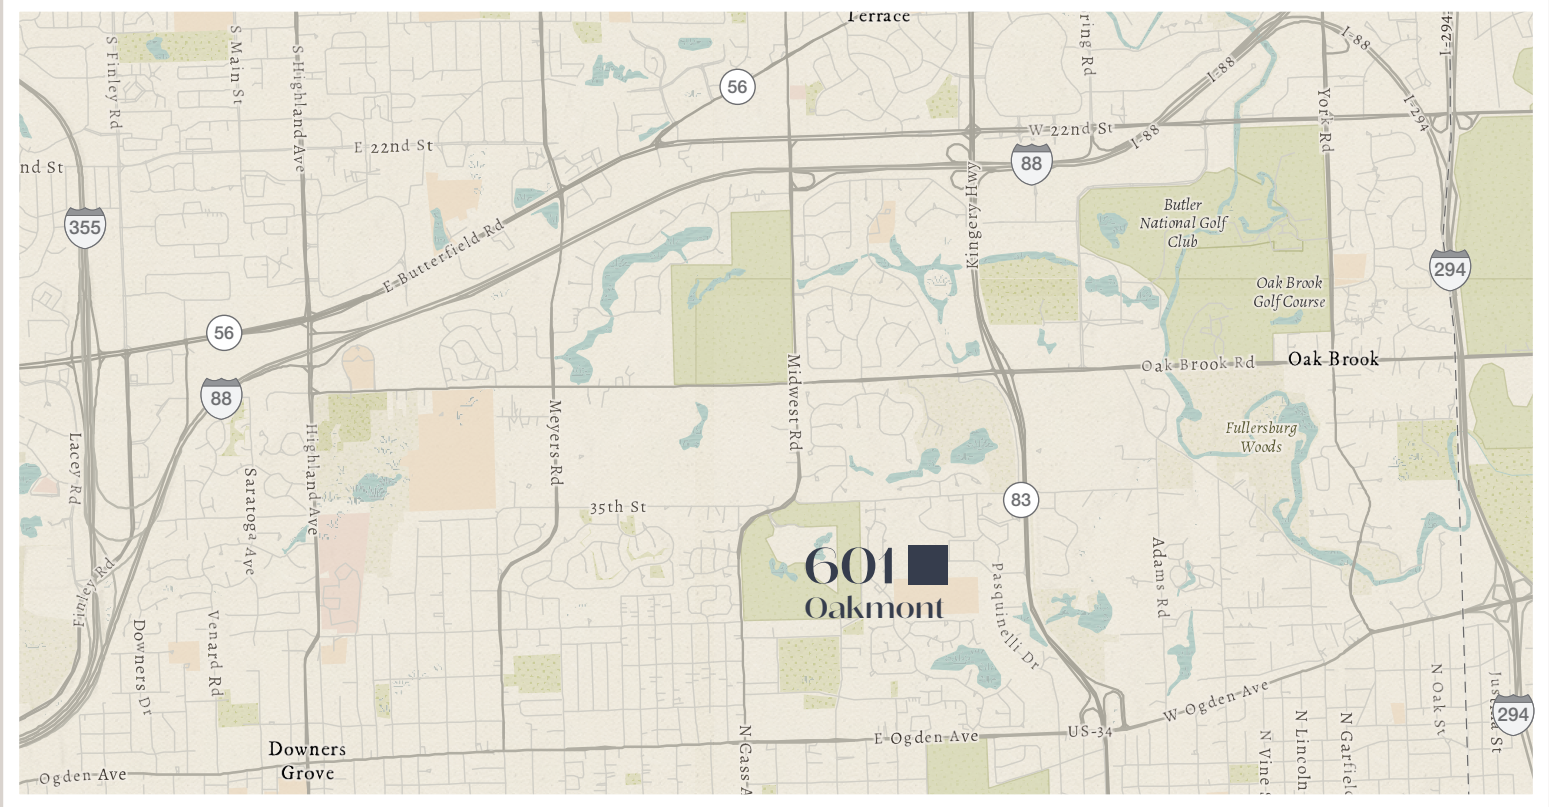 Terrace
S Finley Rd
S Main St
S Highland Ave
56
I-88
I-294
I-88
I-294
York Rd
W 22nd St
I-88
E 22nd St
88
nd St
Kingery Hwy
355
Butler
National Golf
Club
E Butterfield Rd
294
Oak Brook
Golf Course
56
Oak Brook Rd
Oak Brook
88
Midwest Rd
Meyers Rd
Highland Ave
Lacey Rd
Fullersburg
Woods
Saratoga Ave
35th St
83
601
Oakmont
Adams Rd
Pasquinelli Dr
Finley Rd
Downers Dr
Venard Rd
W Ogden Ave
N Oak St
294
US-34
E Ogden Ave
Downers
Grove
N Cass A
N Vine S
N Lincoln
N Garfiel
Ogden Ave